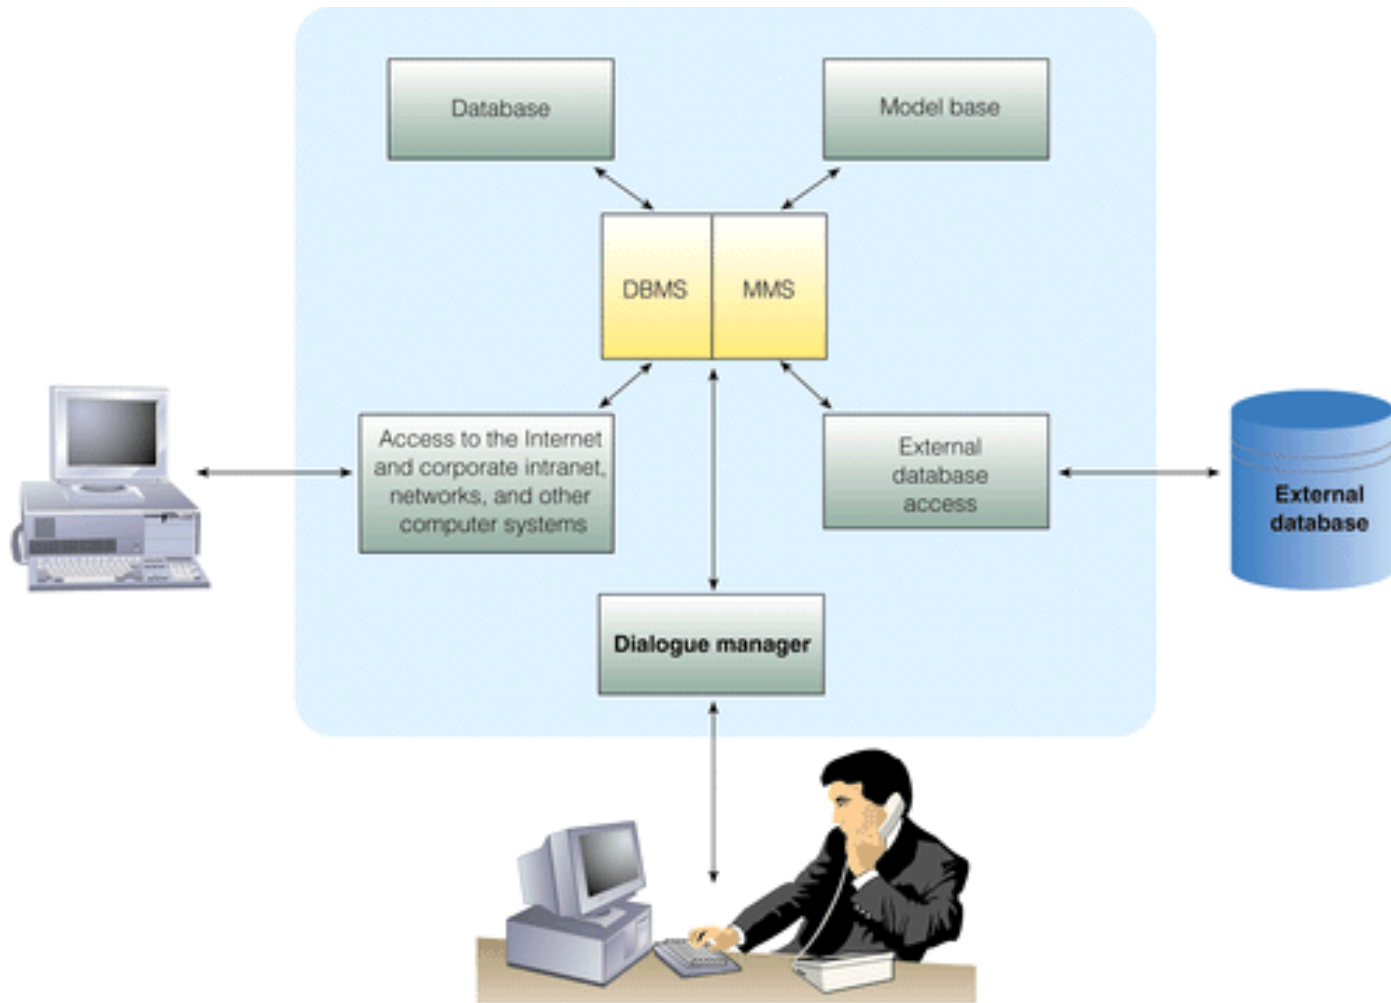 Database
Model base
DBMS
MMS
Access to the Internet
and corporate intranet,
networks, and other
computer systems
External
database
access
External
database
Dialogue manager